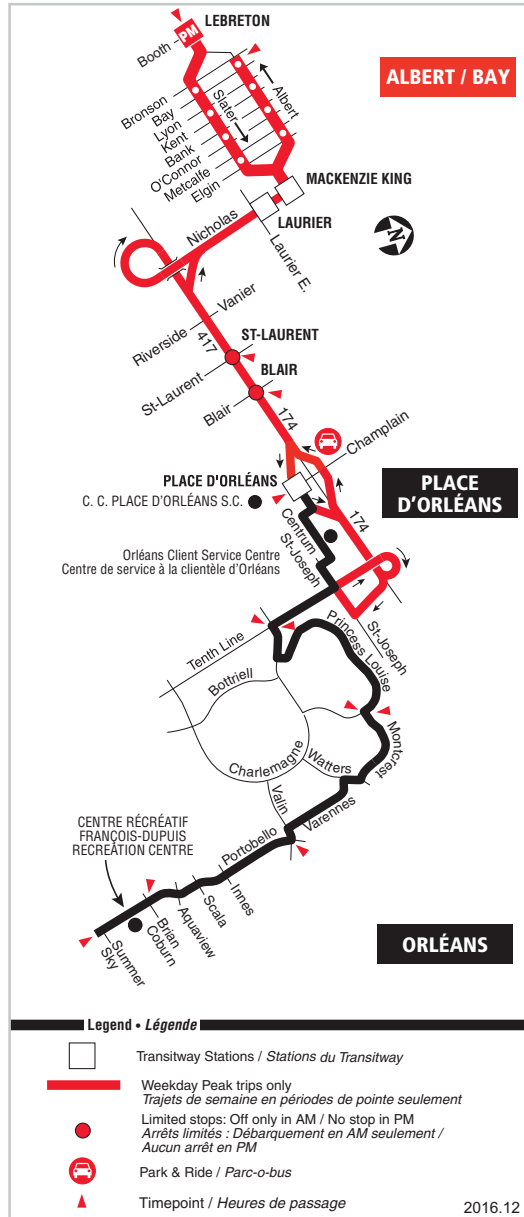 PM LEBRETON
Booth
ALBERT / BAY
Bronson
Bay
Lyon
Kent
Bank
O'Connor
Metcalfe
Elgin
Slater
Albert
MACKENZIE KING
LAURIER
Laurier E.
Nicholas
N
Riverside
Vanier
417
ST-LAURENT
St-Laurent
BLAIR
Blair
174
Champlain
PLACE D'ORLÉANS
C. C. PLACE D'ORLÉANS S.C.
PLACE
D'ORLÉANS
174
Centrum
St-Joseph
Orléans Client Service Centre
Centre de service à la clientèle d'Orléans
St-Joseph
Princess Louise
Tenth Line
Bottriell
Montcrest
Charlemagne
Watters
Valin
Varennes
Portobello
CENTRE RÉCRÉATIF
FRANÇOIS-DUPUIS
RECREATION CENTRE
Innes
Scala
Aquaview
Brian
Coburn
Summer
Sky
ORLÉANS
Legend • Légende
Transitway Stations / Stations du Transitway
Weekday Peak trips only
Trajets de semaine en périodes de pointe seulement
Limited stops: Off only in AM / No stop in PM
Arrêts limités : Débarquement en AM seulement /
Aucun arrêt en PM
Park & Ride / Parc-o-bus
Timepoint / Heures de passage
2016.12